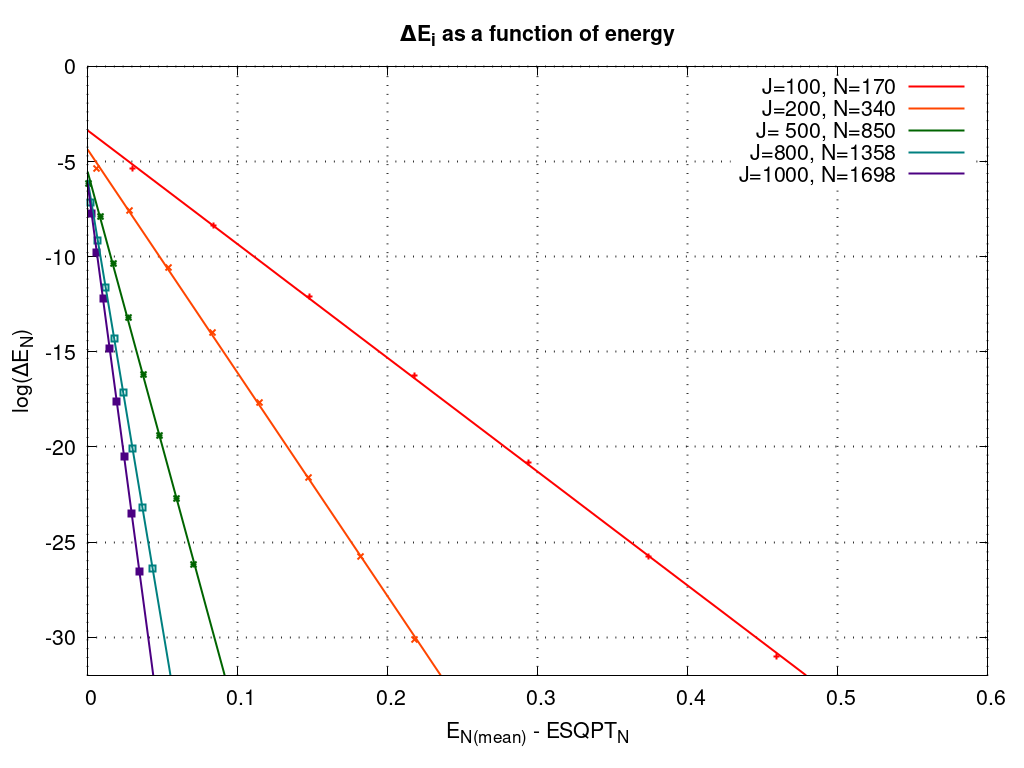 ΔEi as a function of energy
0
-5
-10
-15
-20
-25
-30
log(ΔEN)
J=100, N=170
J=200, N=340
J= 500, N=850
J=800, N=1358
J=1000, N=1698
0 0.1 0.2 0.3 0.4 0.5 0.6
EN(mean) - ESQPTN